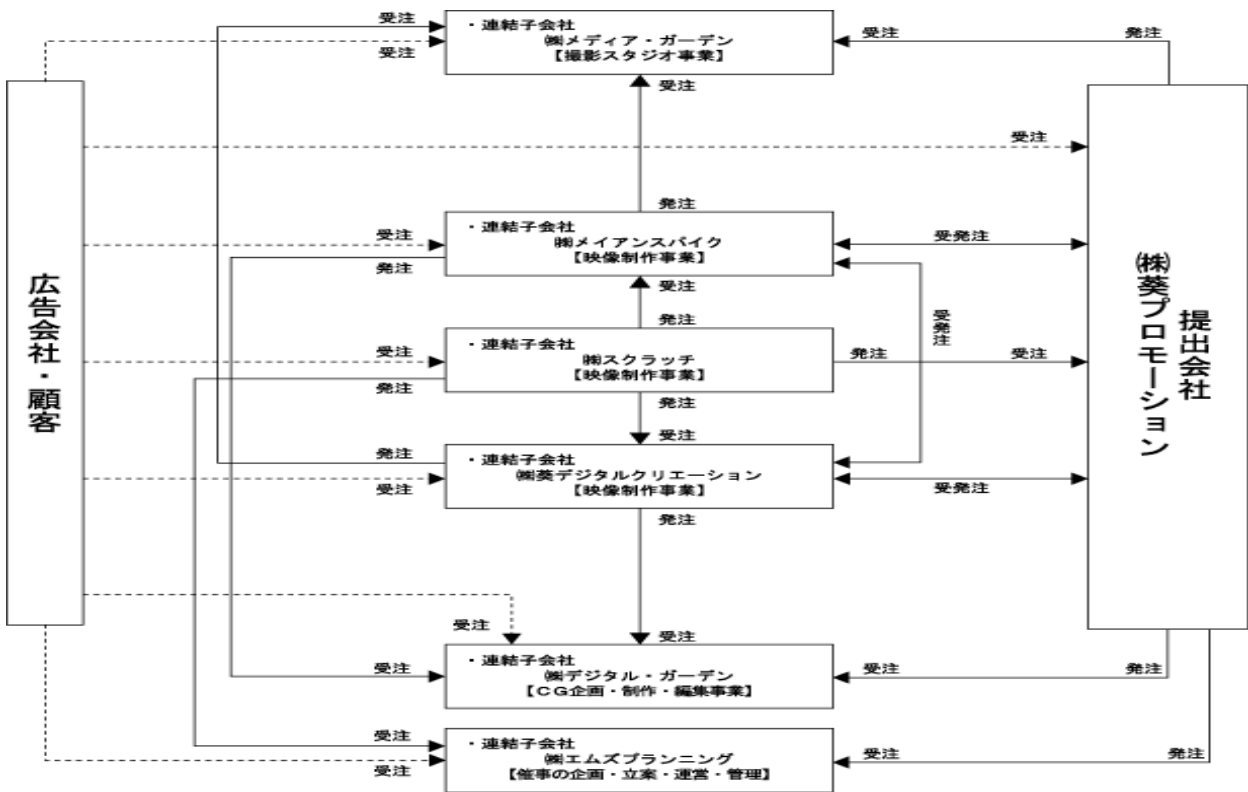 受注
・連結子会社
㈱メディア・ガーデン
【撮影スタジオ事業】
受注
受注
発注
受注
受注
発注
・連結子会社
㈱メイアンスパイク
【映像制作事業】
受注
発注
受発注
受注
発注
受発注
・連結子会社
㈱スクラッチ
【映像制作事業】
受注
発注
発注
受注
発注
受注
・連結子会社
㈱葵デジタルクリエーション
【映像制作事業】
発注
受注
受発注
発注
広告会社・顧客
提出会社
㈱葵プロモーション
受注
受注
・連結子会社
㈱デジタル・ガーデン
【ＣＧ企画・制作・編集事業】
受注
受注
発注
・連結子会社
㈱エムズプランニング
【催事の企画・立案・運営・管理】
受注
受注
受注
発注